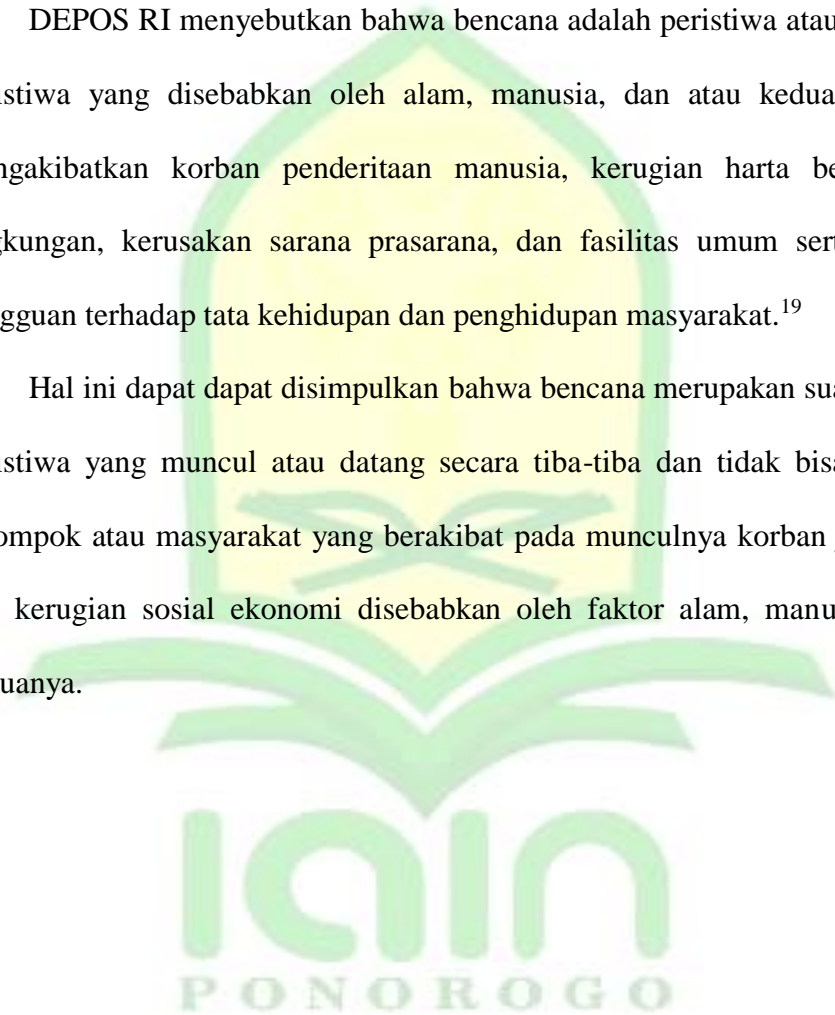 DEPOS RI menyebutkan bahwa bencana adalah peristiwa atau
istiwa yang disebabkan oleh alam, manusia, dan atau kedua
ngakibatkan korban penderitaan manusia, kerugian harta be
gkungan, kerusakan sarana prasarana, dan fasilitas umum sert
gguan terhadap tata kehidupan dan penghidupan masyarakat.19
Hal ini dapat dapat disimpulkan bahwa bencana merupakan sua
istiwa yang muncul atau datang secara tiba-tiba dan tidak bisa
ompok atau masyarakat yang berakibat pada munculnya korban
kerugian sosial ekonomi disebabkan oleh faktor alam, manu
uanya.
iain
PONOROGO